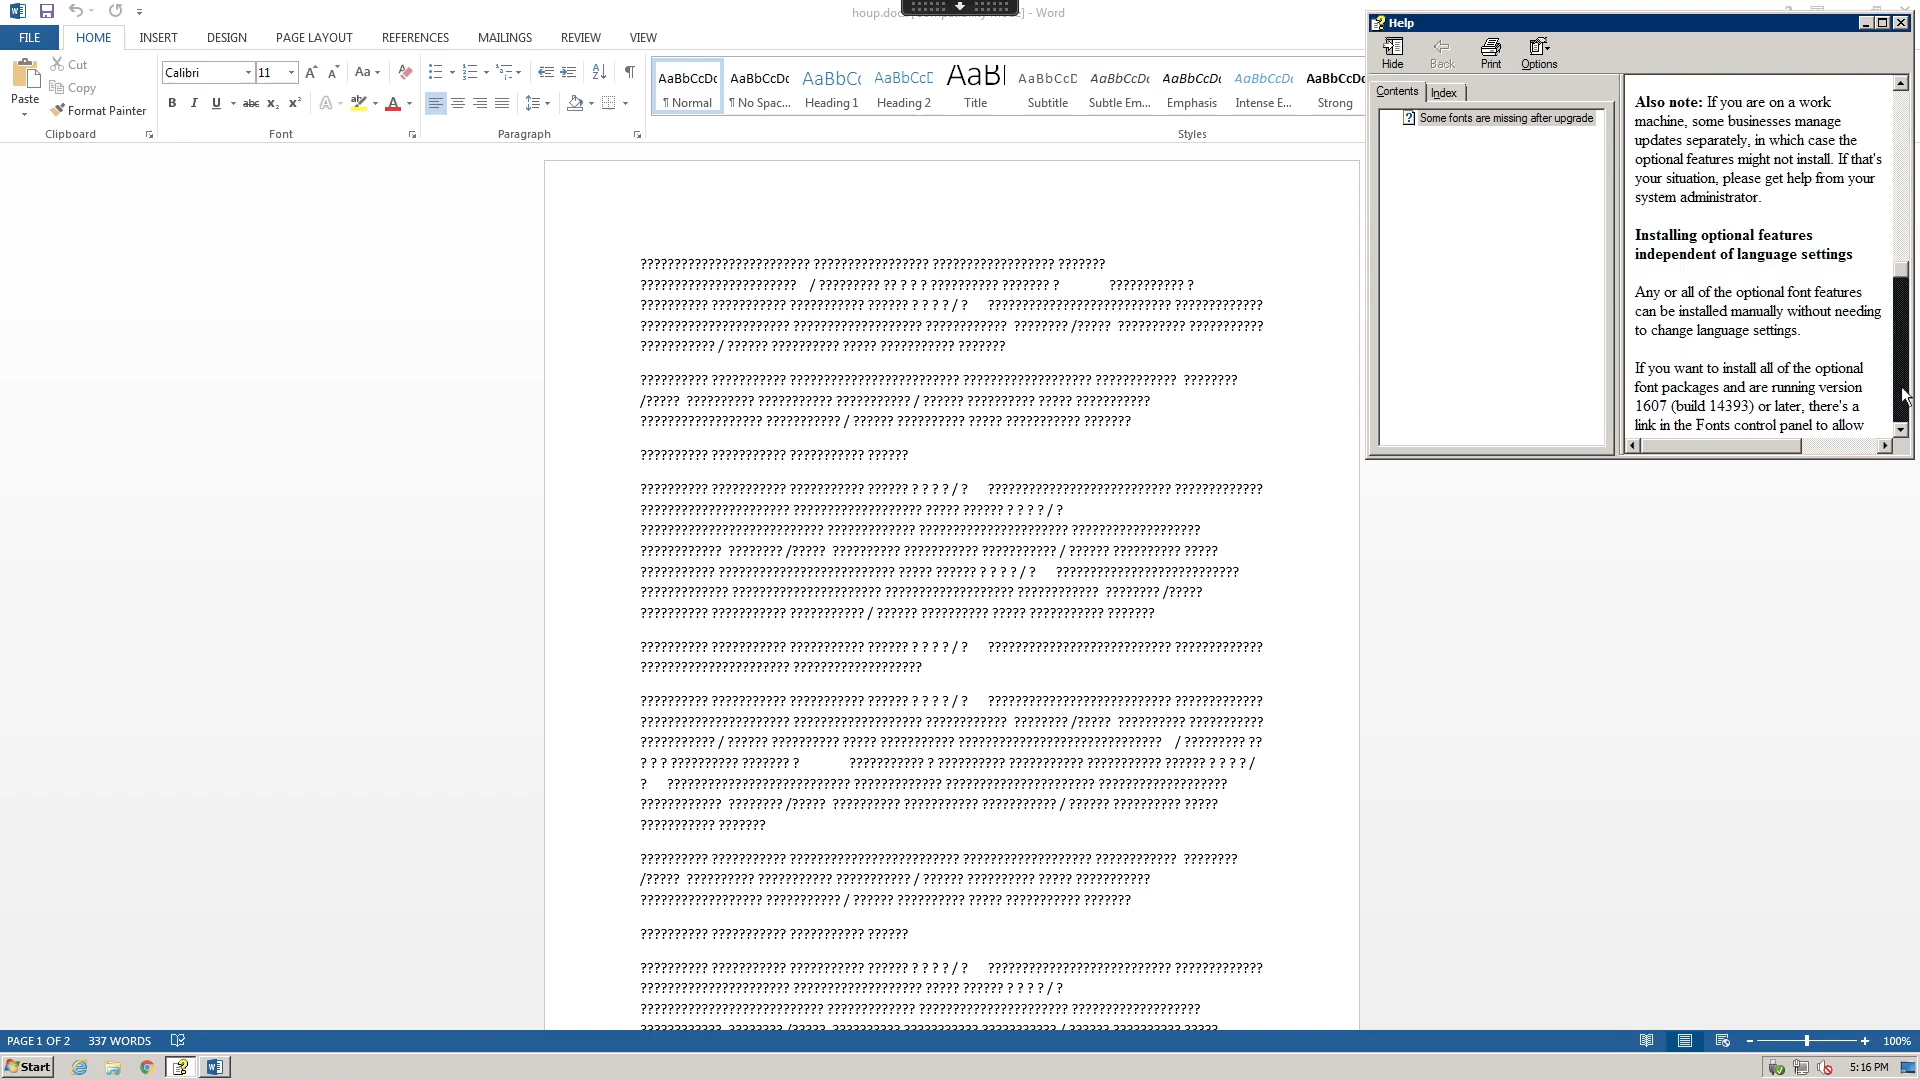 houp.doc [Compatibility Mode] - Word
FILE HOME INSERT DESIGN PAGE LAYOUT REFERENCES MAILINGS REVIEW VIEW
Paste
Cut
Copy
Format Painter
Clipboard
Calibri 11
Font
Paragraph
AaBbCcDc AaBbCcDc AaBbCc AaBbCcD AaB AaBbCcD AaBbCcDc AaBbCcDc AaBbCcDc AaBbCcDc
¶ Normal ¶ No Spac... Heading 1 Heading 2 Title Subtitle Subtle Em... Emphasis Intense E... Strong
Styles
????????????????????????? ????????????????? ?????????????????? ???????
??????????????????????? / ????????? ?? ? ? ? ?????????? ??????? ? ??????????? ?
?????????? ??????????? ??????????? ?????? ? ? ? ? / ? ??????????????????????????? ?????????????
?????????????????????? ??????????????????? ???????????? ???????? /????? ?????????? ???????????
??????????? / ?????? ?????????? ????? ??????????? ???????
?????????? ??????????? ????????????????????????? ??????????????????? ???????????? ????????
/????? ?????????? ??????????? ??????????? / ?????? ?????????? ????? ???????????
?????????????????? ??????????? / ?????? ?????????? ????? ??????????? ???????
?????????? ??????????? ??????????? ??????
?????????? ??????????? ??????????? ?????? ? ? ? ? / ? ??????????????????????????? ?????????????
?????????????????????? ??????????????????? ????? ?????? ? ? ? ? / ?
??????????????????????????? ????????????? ?????????????????????? ???????????????????
???????????? ???????? /????? ?????????? ??????????? ??????????? / ?????? ?????????? ?????
??????????? ?????????????????????????? ????? ?????? ? ? ? ? / ? ???????????????????????????
????????????? ?????????????????????? ??????????????????? ???????????? ???????? /?????
?????????? ??????????? ??????????? / ?????? ?????????? ????? ??????????? ???????
?????????? ??????????? ??????????? ?????? ? ? ? ? / ? ??????????????????????????? ?????????????
?????????????????????? ???????????????????
?????????? ??????????? ??????????? ?????? ? ? ? ? / ? ??????????????????????????? ?????????????
?????????????????????? ??????????????????? ???????????? ???????? /????? ?????????? ???????????
??????????? / ?????? ?????????? ????? ??????????? ?????????????????????????????? / ????????? ??
? ? ? ?????????? ??????? ? ??????????? ? ?????????? ??????????? ??????????? ?????? ? ? ? ? /
? ??????????????????????????? ????????????? ?????????????????????? ???????????????????
???????????? ???????? /????? ?????????? ??????????? ??????????? / ?????? ?????????? ?????
??????????? ???????
?????????? ??????????? ????????????????????????? ??????????????????? ???????????? ????????
/????? ?????????? ??????????? ??????????? / ?????? ?????????? ????? ???????????
?????????????????? ??????????? / ?????? ?????????? ????? ??????????? ???????
?????????? ??????????? ??????????? ??????
?????????? ??????????? ??????????? ?????? ? ? ? ? / ? ??????????????????????????? ?????????????
?????????????????????? ??????????????????? ????? ?????? ? ? ? ? / ?
??????????????????????????? ????????????? ?????????????????????? ???????????????????
???????????? ???????? /????? ?????????? ??????????? ??????????? / ?????? ?????????? ?????
Help
Hide Back Print Options
Contents Index
Some fonts are missing after upgrade
Also note: If you are on a work
machine, some businesses manage
updates separately, in which case the
optional features might not install. If that's
your situation, please get help from your
system administrator.
Installing optional features
independent of language settings
Any or all of the optional font features
can be installed manually without needing
to change language settings.
If you want to install all of the optional
font packages and are running version
1607 (build 14393) or later, there's a
link in the Fonts control panel to allow
PAGE 1 OF 2 337 WORDS 100%
Start 5:16 PM